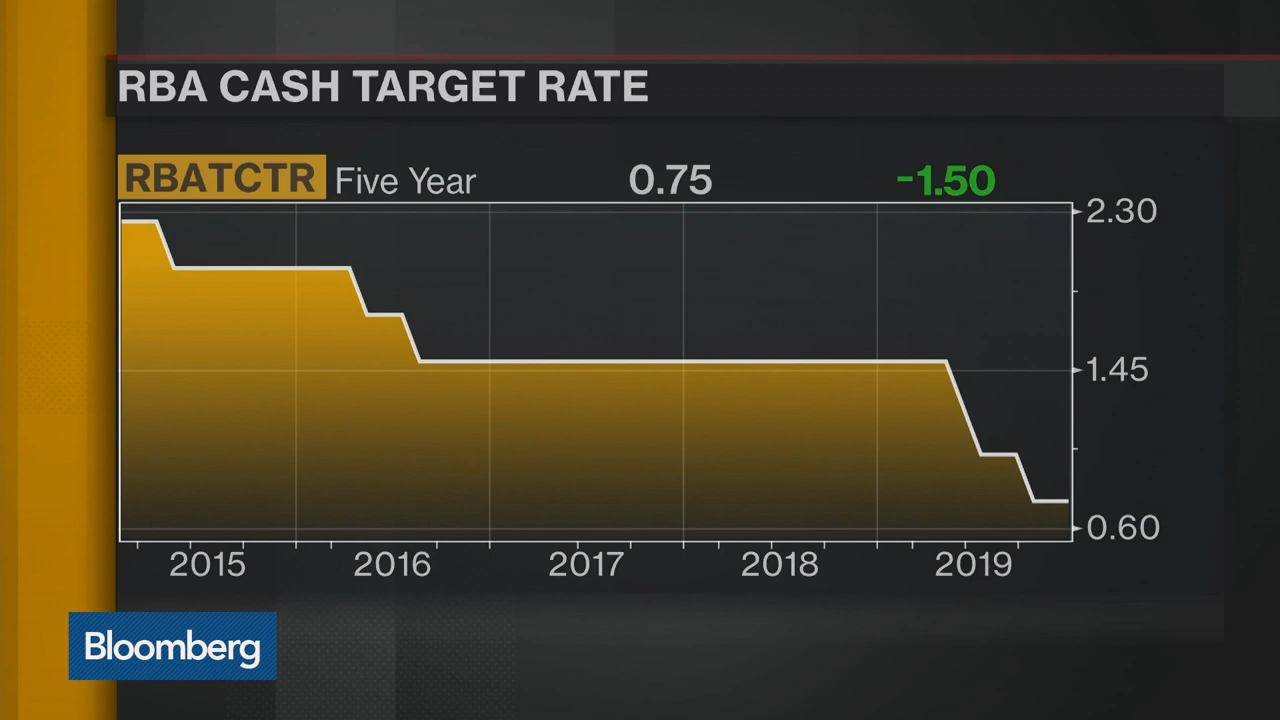 RBA CASH TARGET RATE
RBATCTR Five Year 0.75 -1.50
2.30
1.45
0.60
2015 2016 2017 2018 2019
Bloomberg